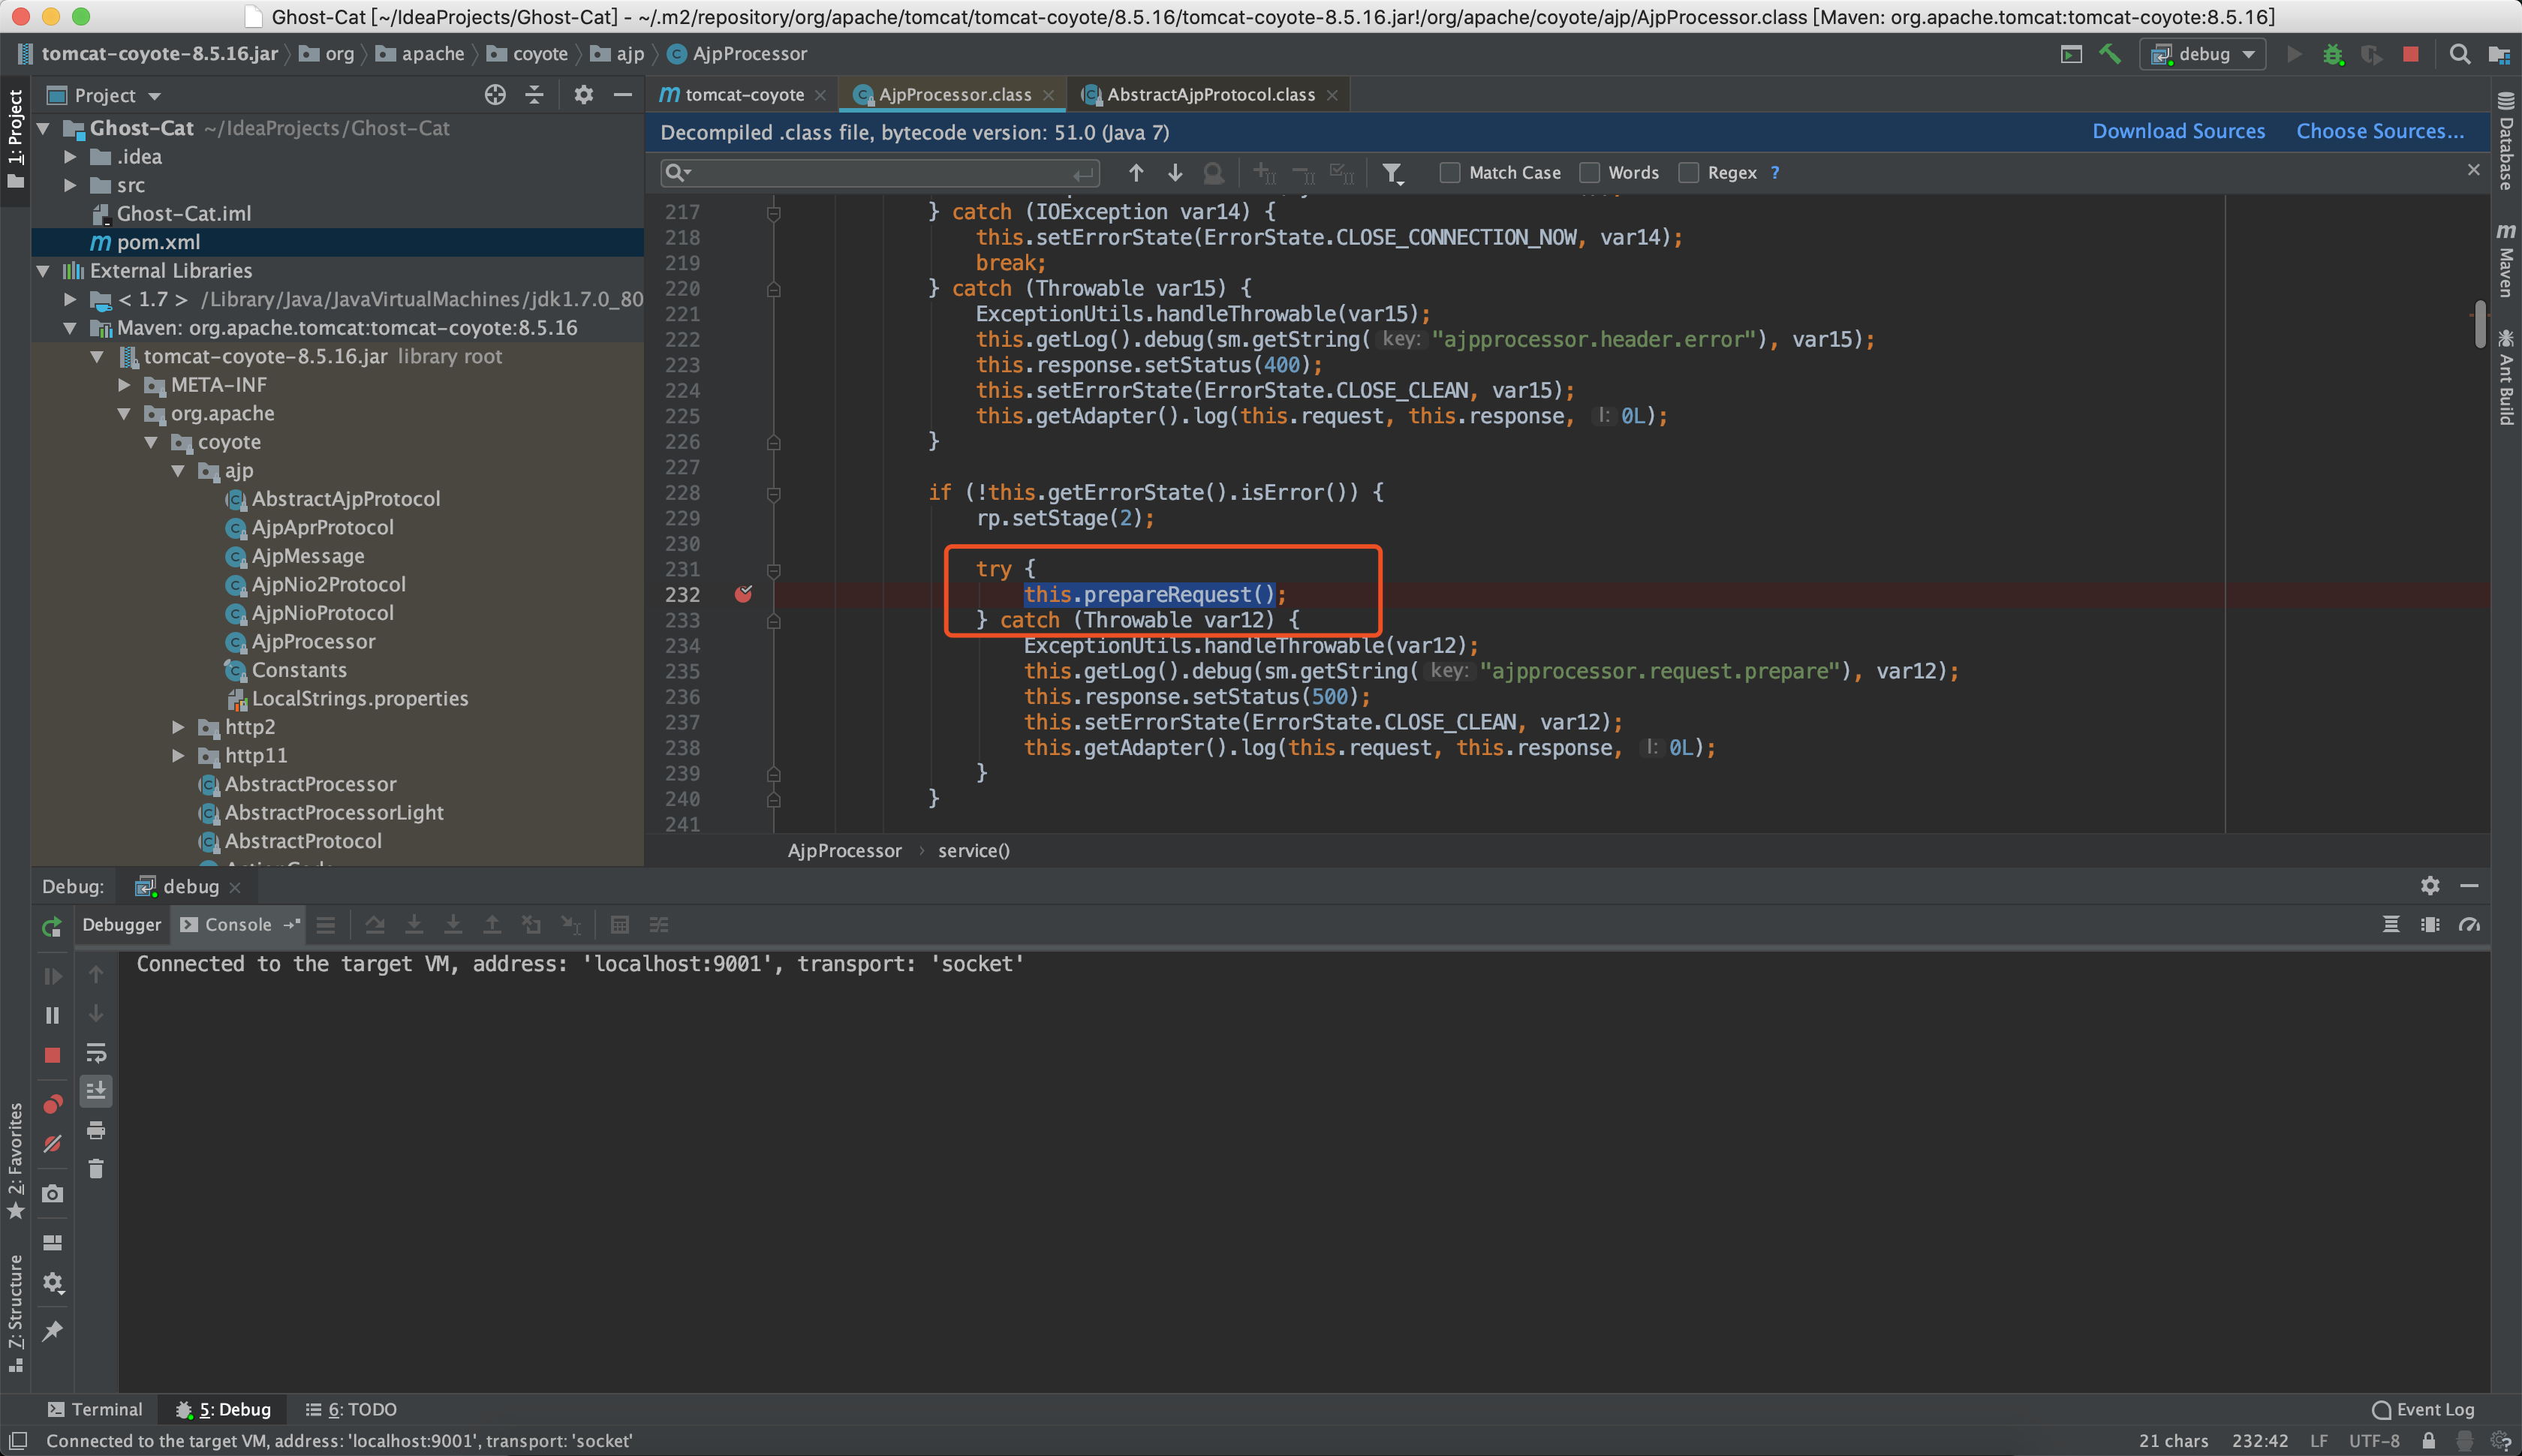 Ghost-Cat [~/IdeaProjects/Ghost-Cat] - ~/.m2/repository/org/apache/tomcat/tomcat-coyote/8.5.16/tomcat-coyote-8.5.16.jar!/org/apache/coyote/ajp/AjpProcessor.class [Maven: org.apache.tomcat:tomcat-coyote:8.5.16]
tomcat-coyote-8.5.16.jar org apache coyote ajp AjpProcessor debug
1: Project
Project
Ghost-Cat ~/IdeaProjects/Ghost-Cat
.idea
src
Ghost-Cat.iml
pom.xml
External Libraries
< 1.7 > /Library/Java/JavaVirtualMachines/jdk1.7.0_80
Maven: org.apache.tomcat:tomcat-coyote:8.5.16
tomcat-coyote-8.5.16.jar library root
META-INF
org.apache
coyote
ajp
AbstractAjpProtocol
AjpAprProtocol
AjpMessage
AjpNio2Protocol
AjpNioProtocol
AjpProcessor
Constants
LocalStrings.properties
http2
http11
AbstractProcessor
AbstractProcessorLight
AbstractProtocol
tomcat-coyote AjpProcessor.class AbstractAjpProtocol.class
Decompiled .class file, bytecode version: 51.0 (Java 7) Download Sources Choose Sources...
Match Case Words Regex ?
217 } catch (IOException var14) {
218 this.setErrorState(ErrorState.CLOSE_CONNECTION_NOW, var14);
219 break;
220 } catch (Throwable var15) {
221 ExceptionUtils.handleThrowable(var15);
222 this.getLog().debug(sm.getString( key: "ajpprocessor.header.error"), var15);
223 this.response.setStatus(400);
224 this.setErrorState(ErrorState.CLOSE_CLEAN, var15);
225 this.getAdapter().log(this.request, this.response, l: 0L);
226 }
227
228 if (!this.getErrorState().isError()) {
229 rp.setStage(2);
230
231 try {
232 this.prepareRequest();
233 } catch (Throwable var12) {
234 ExceptionUtils.handleThrowable(var12);
235 this.getLog().debug(sm.getString( key: "ajpprocessor.request.prepare"), var12);
236 this.response.setStatus(500);
237 this.setErrorState(ErrorState.CLOSE_CLEAN, var12);
238 this.getAdapter().log(this.request, this.response, l: 0L);
239 }
240 }
241
AjpProcessor › service()
Database
Maven
Ant Build
Debug: debug
Debugger Console
Connected to the target VM, address: 'localhost:9001', transport: 'socket'
2: Favorites
7: Structure
Terminal 5: Debug 6: TODO Event Log
Connected to the target VM, address: 'localhost:9001', transport: 'socket' 21 chars 232:42 LF UTF-8